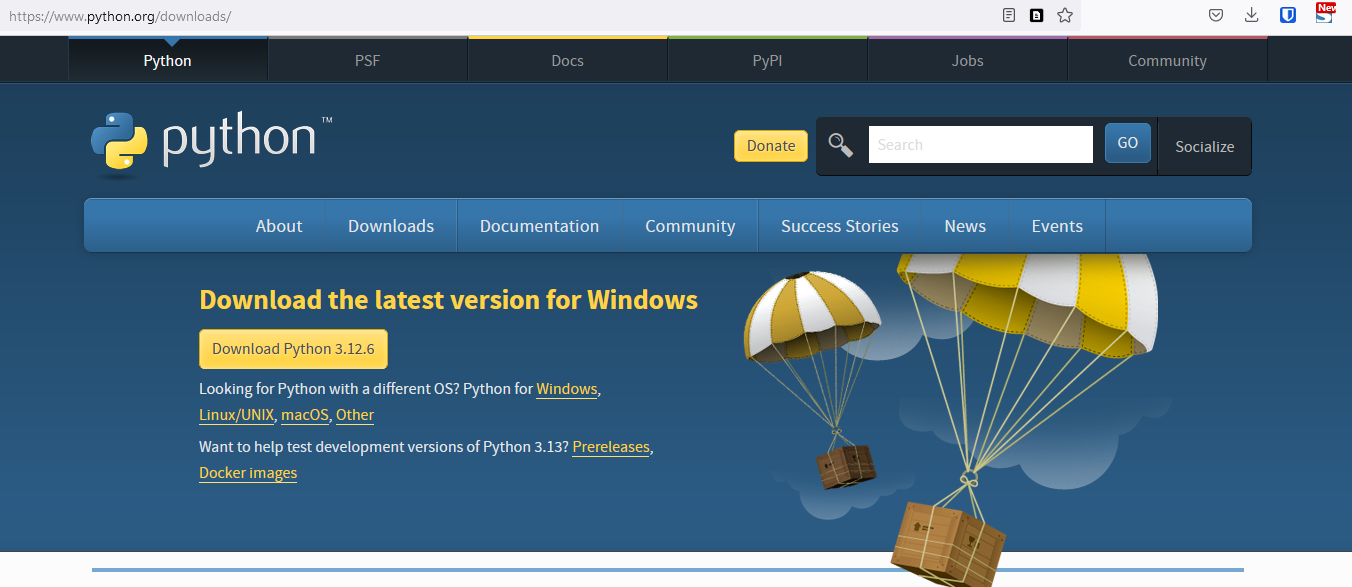 https://www.python.org/downloads/
New
Python
PSF
Docs
PyPI
Jobs
Community
python™
Donate
Search
GO
Socialize
About
Downloads
Documentation
Community
Success Stories
News
Events
Download the latest version for Windows
Download Python 3.12.6
Looking for Python with a different OS? Python for Windows,
Linux/UNIX, macOS, Other
Want to help test development versions of Python 3.13? Prereleases,
Docker images